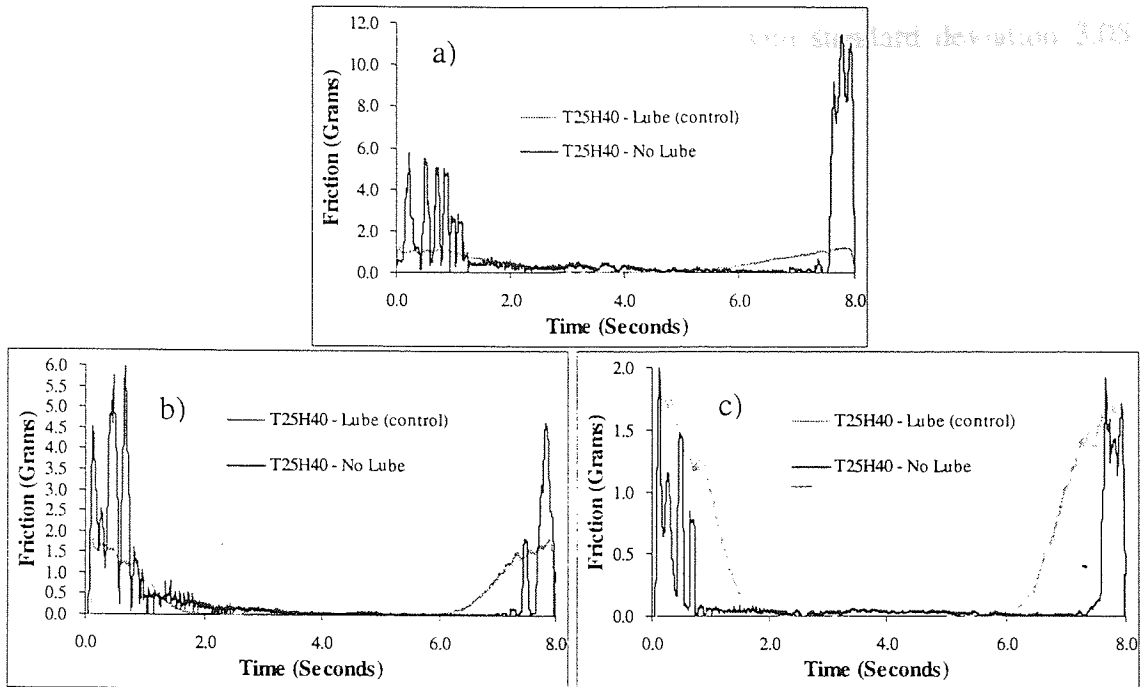 standard deviation 3.05
a)
12.0
10.0
8.0
6.0
4.0
2.0
0.0
Friction (Grams)
T25H40 - Lube (control)
T25H40 - No Lube
0.0 2.0 4.0 6.0 8.0
Time (Seconds)
b)
6.0
5.5
5.0
4.5
4.0
3.5
3.0
2.5
2.0
1.5
1.0
0.5
0.0
Friction (Grams)
T25H40 - Lube (control)
T25H40 - No Lube
0.0 2.0 4.0 6.0 8.0
Time (Seconds)
c)
2.0
1.5
1.0
0.5
0.0
Friction (Grams)
T25H40 - Lube (control)
T25H40 - No Lube
0.0 2.0 4.0 6.0 8.0
Time (Seconds)